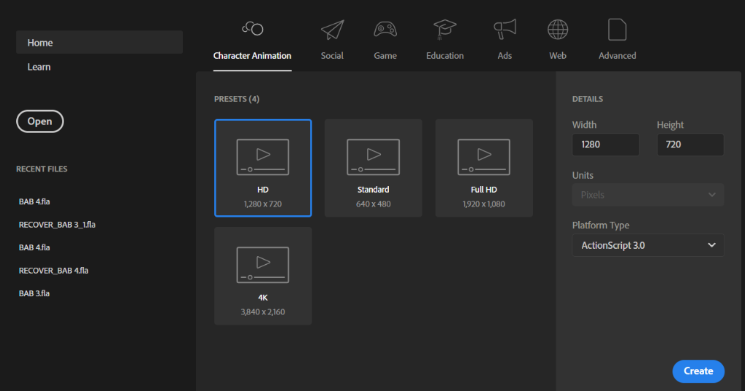 Home
Learn
Open
RECENT FILES
BAB 4.fla
RECOVER_BAB 3_1.fla
BAB 4.fla
RECOVER_BAB 4.fla
BAB 3.fla
Character Animation
Social
Game
Education
Ads
Web
Advanced
PRESETS (4)
HD
1,280 x 720
Standard
640 x 480
Full HD
1,920 x 1,080
4K
3,840 x 2,160
DETAILS
Width
Height
1280
720
Units
Pixels
Platform Type
ActionScript 3.0
Create